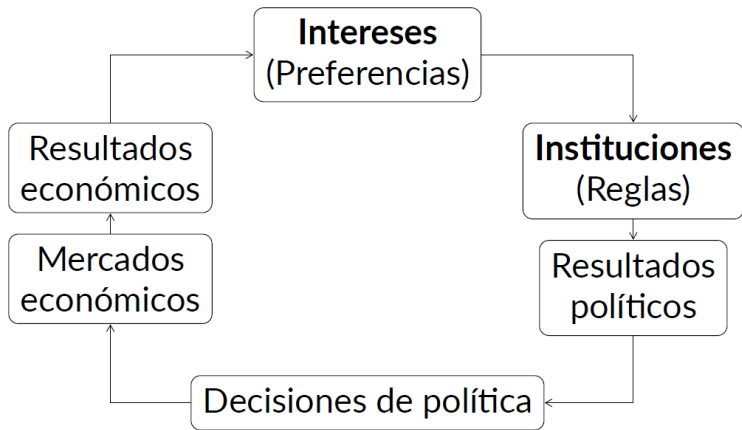 Intereses
(Preferencias)
Instituciones
(Reglas)
Resultados
políticos
Decisiones de política
Mercados
económicos
Resultados
económicos